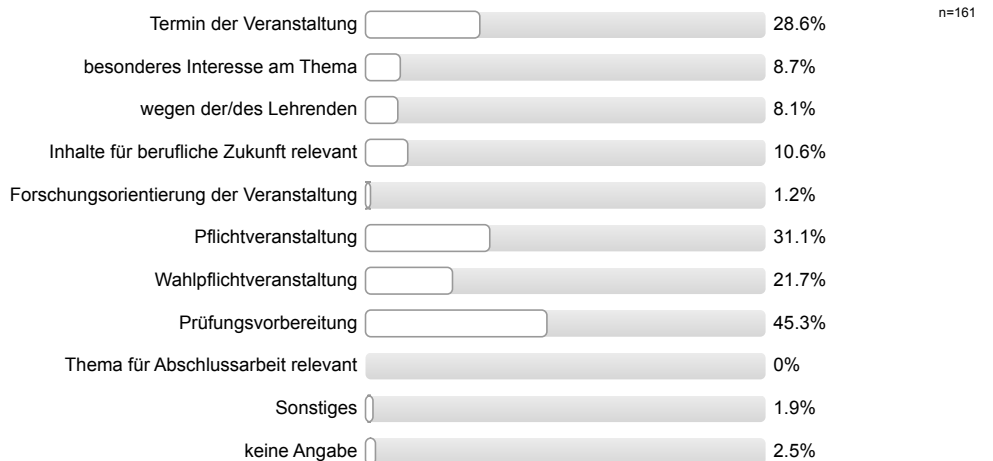 n=161
Termin der Veranstaltung 28.6%
besonderes Interesse am Thema 8.7%
wegen der/des Lehrenden 8.1%
Inhalte für berufliche Zukunft relevant 10.6%
Forschungsorientierung der Veranstaltung 1.2%
Pflichtveranstaltung 31.1%
Wahlpflichtveranstaltung 21.7%
Prüfungsvorbereitung 45.3%
Thema für Abschlussarbeit relevant 0%
Sonstiges 1.9%
keine Angabe 2.5%